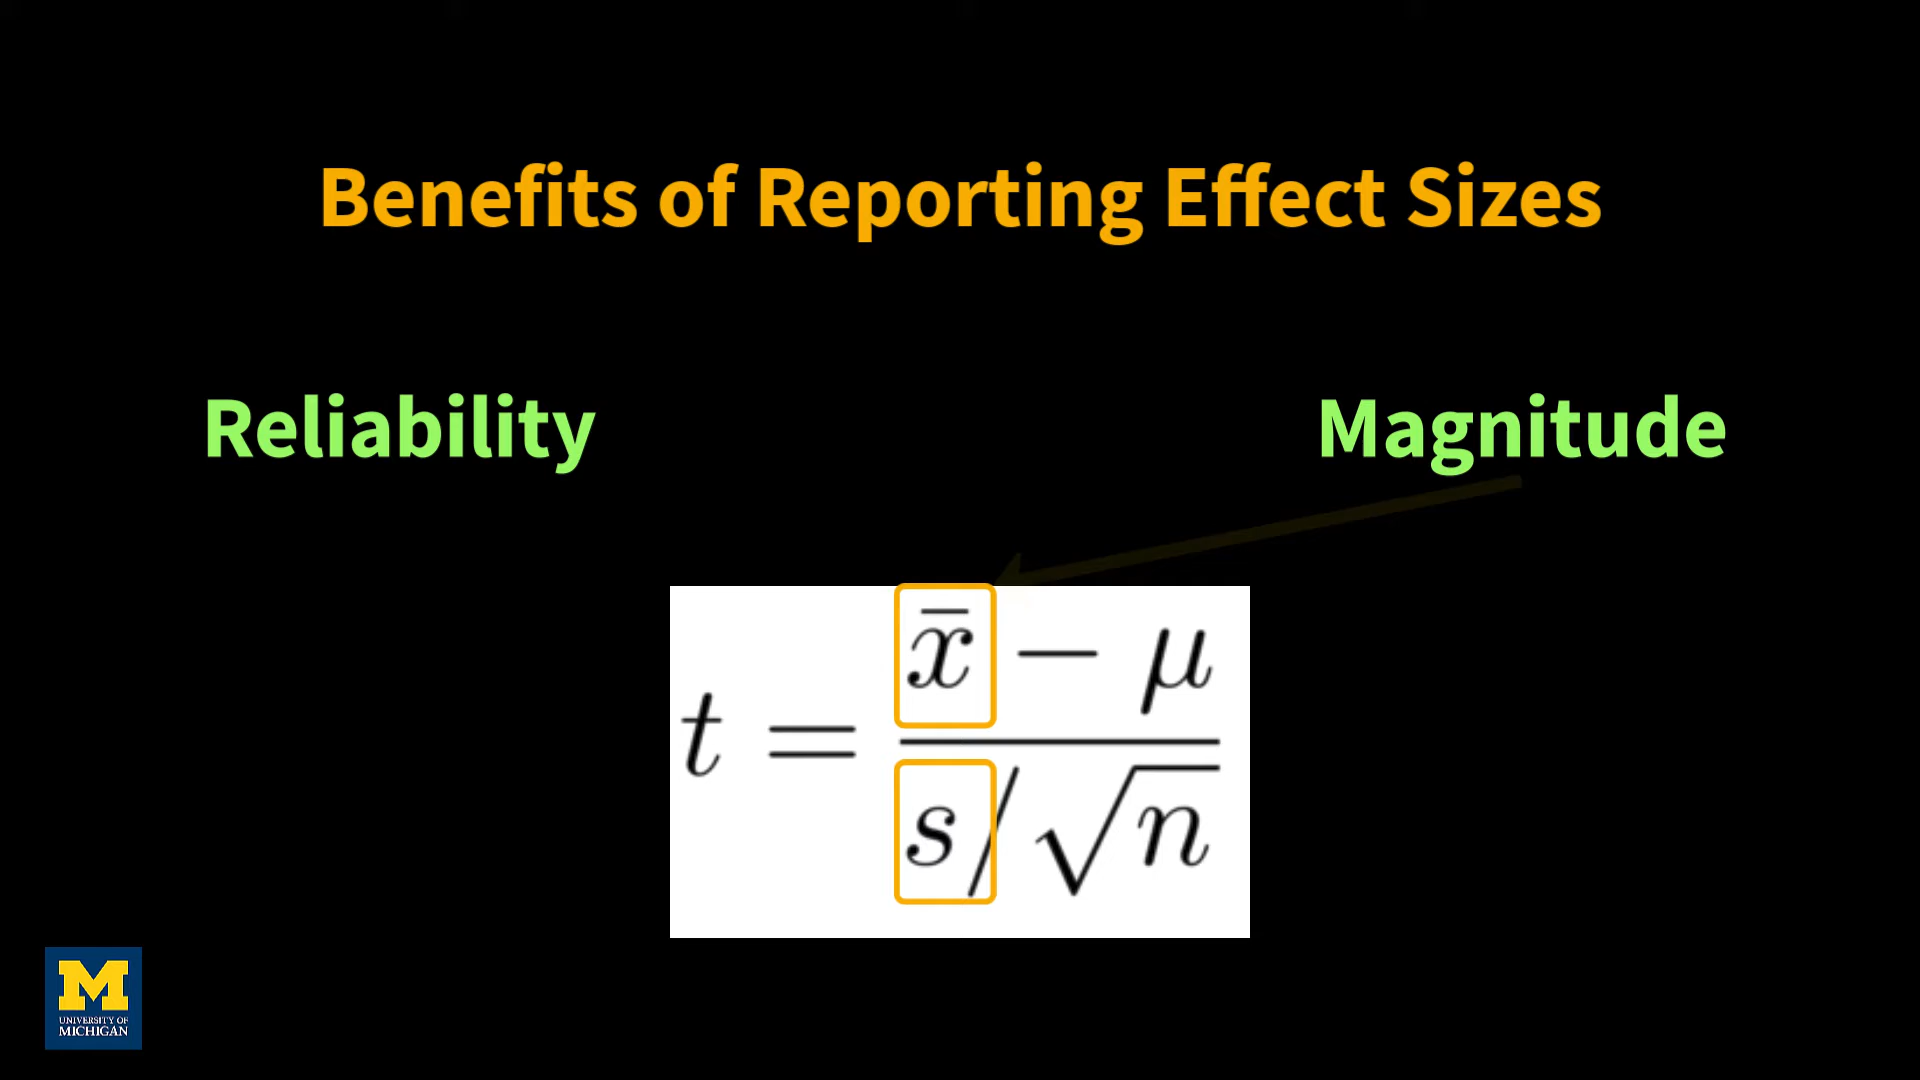 Benefits of Reporting Effect Sizes
Reliability
Magnitude
t = (x̄ − μ) / (s/√n)
M
UNIVERSITY OF
MICHIGAN